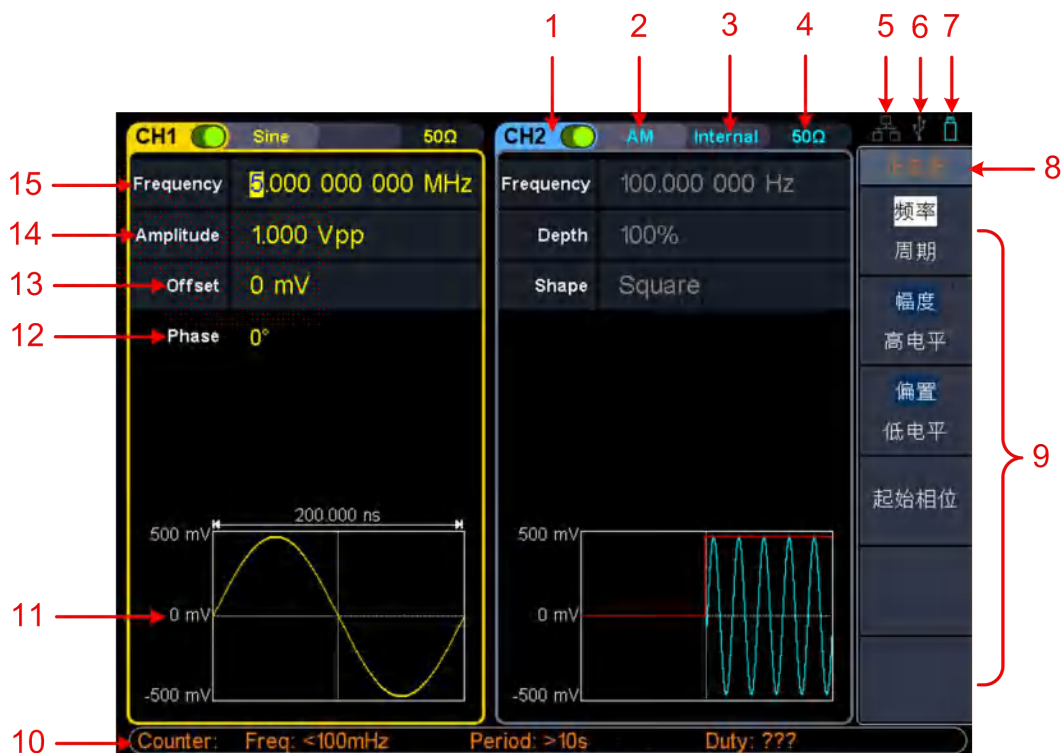 1 2 3 4 5 6 7
CH1 Sine 50Ω CH2 AM Internal 50Ω
8
15 Frequency 5.000 000 000 MHz Frequency 100.000 000 Hz 频率
周期
14 Amplitude 1.000 Vpp Depth 100%
13 Offset 0 mV Shape Square 幅度
12 Phase 0° 高电平
偏置
低电平
9
起始相位
200.000 ns
500 mV 500 mV
11 0 mV 0 mV
-500 mV -500 mV
10 Counter: Freq: <100mHz Period: >10s Duty: ???